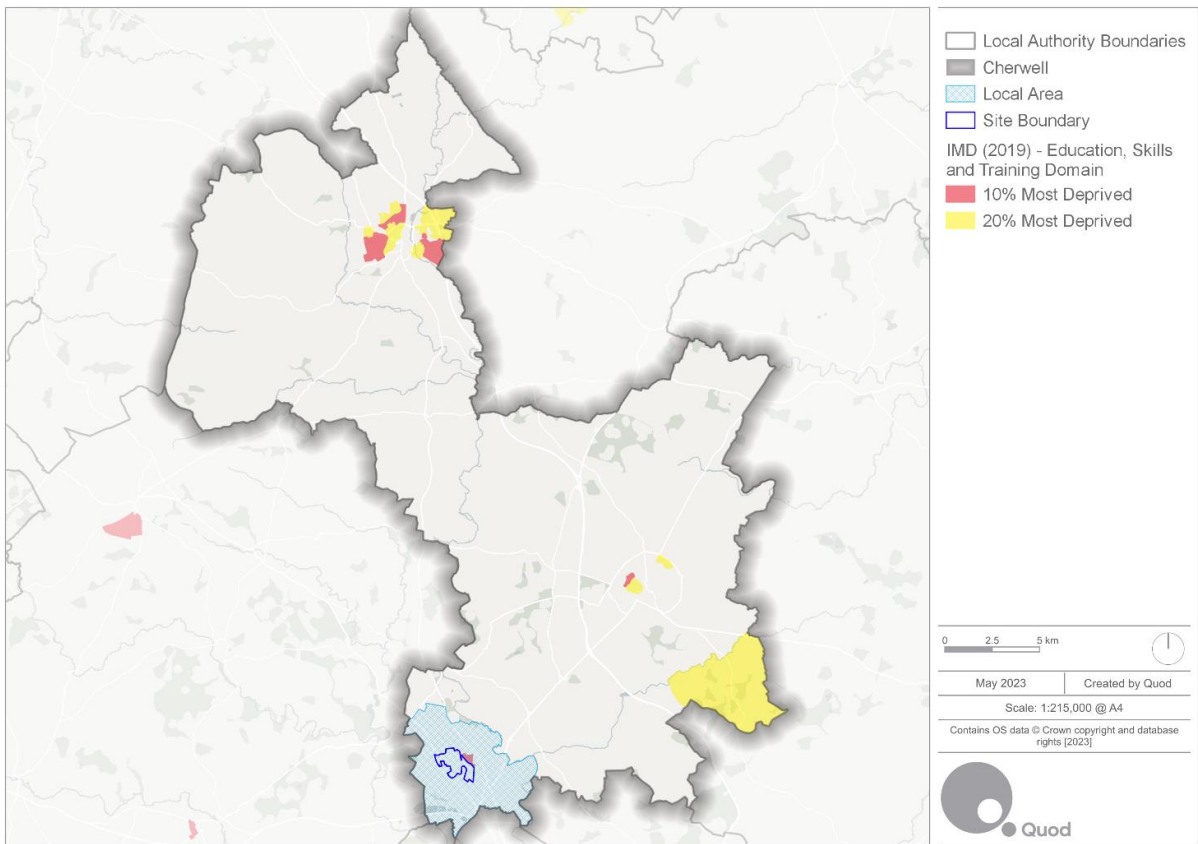 Local Authority Boundaries
Cherwell
Local Area
Site Boundary
IMD (2019) - Education, Skills
and Training Domain
10% Most Deprived
20% Most Deprived
0 2.5 5 km
May 2023 Created by Quod
Scale: 1:215,000 @ A4
Contains OS data © Crown copyright and database
rights [2023]
Quod